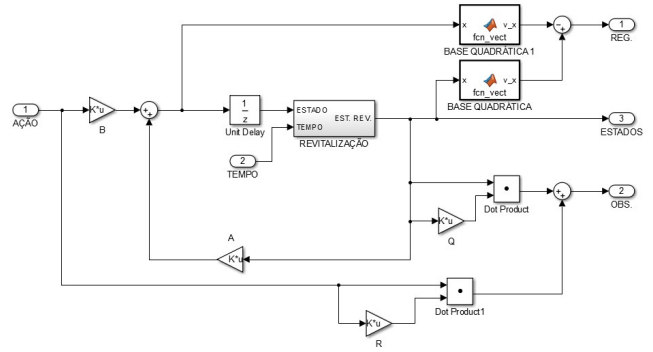 x
v_x
fcn_vect
BASE QUADRÁTICA 1
-
+
1
REG.
x
v_x
fcn_vect
BASE QUADRÁTICA
1
AÇÃO
K*u
B
+
+
1
z
Unit Delay
ESTADO
TEMPO
EST. REV.
REVITALIZAÇÃO
2
TEMPO
3
ESTADOS
Dot Product
+
+
2
OBS.
K*u
Q
A
K*u
Dot Product1
K*u
R